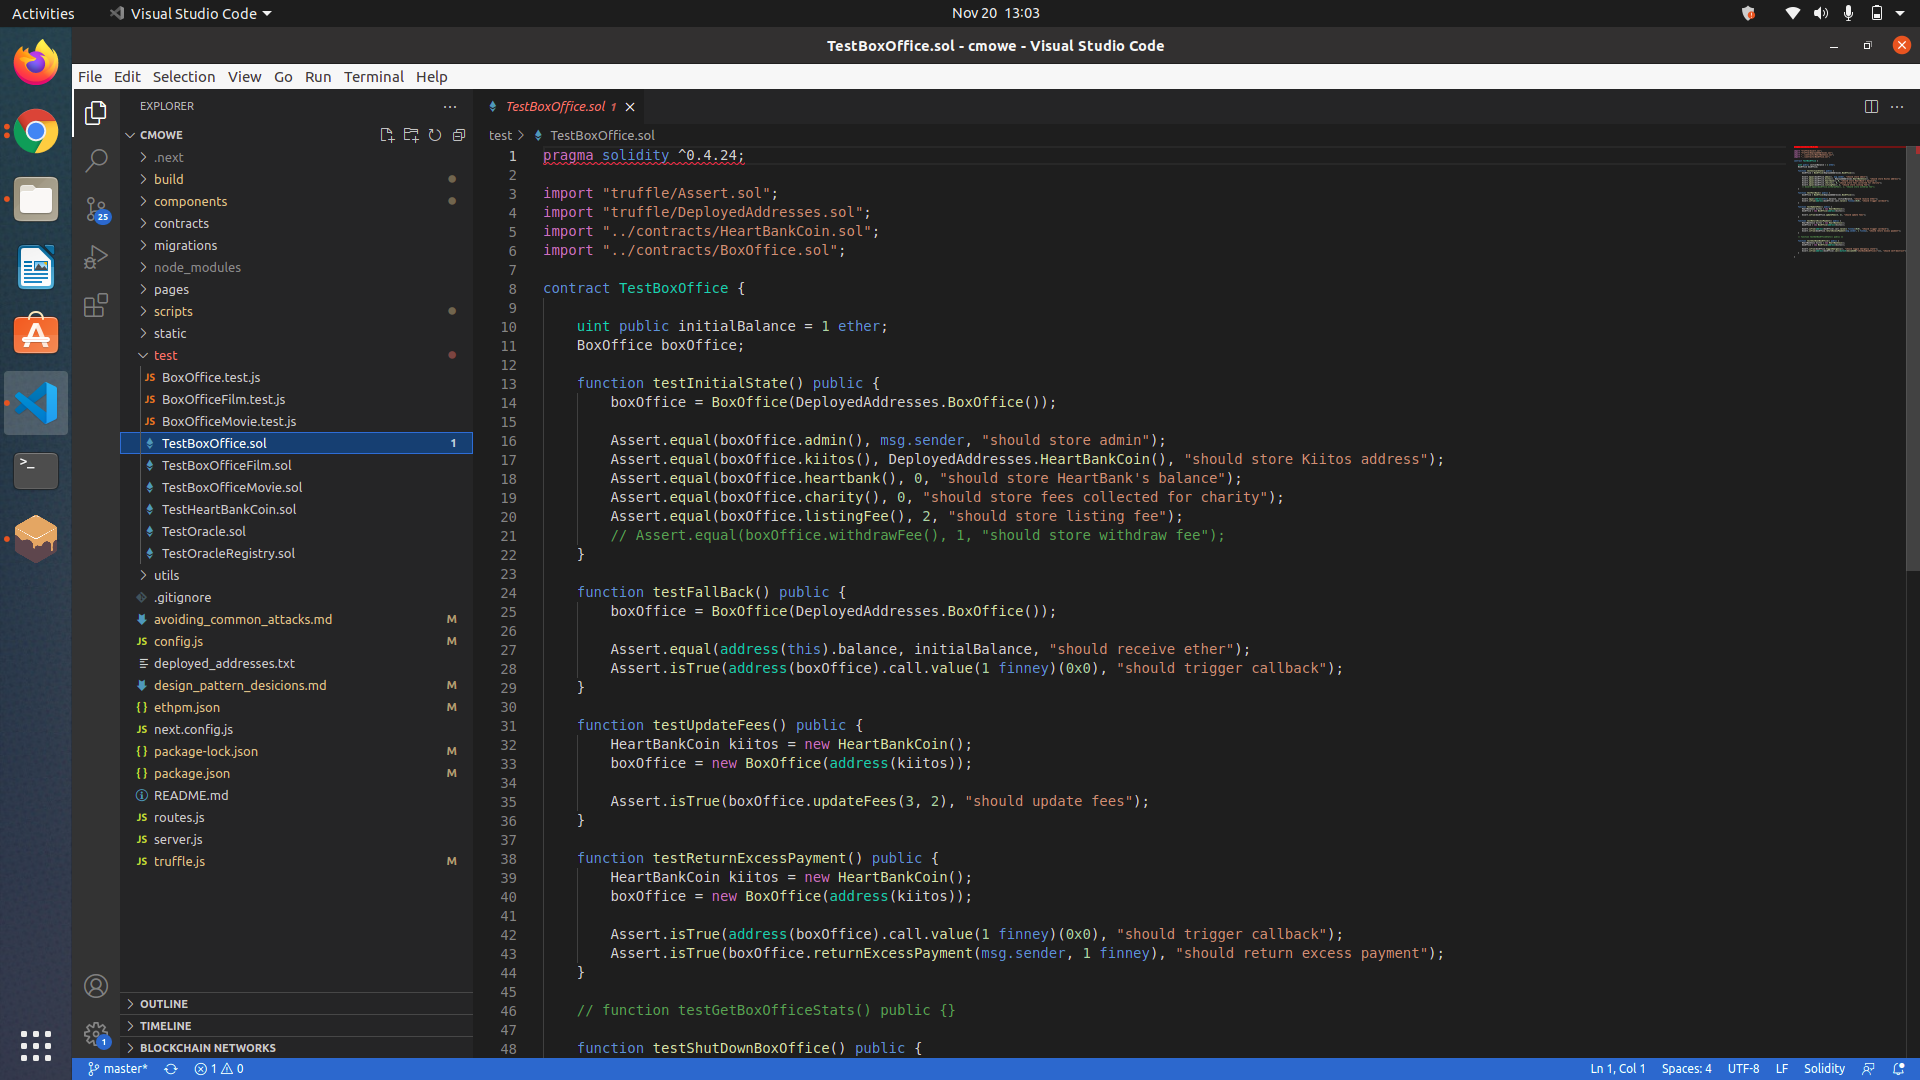 Activities
Visual Studio Code
Nov 20 13:03
TestBoxOffice.sol - cmowe - Visual Studio Code
File Edit Selection View Go Run Terminal Help
EXPLORER
CMOWE
.next
build
components
contracts
25
migrations
node_modules
pages
scripts
static
test
JS BoxOffice.test.js
JS BoxOfficeFilm.test.js
JS BoxOfficeMovie.test.js
TestBoxOffice.sol 1
TestBoxOfficeFilm.sol
TestBoxOfficeMovie.sol
TestHeartBankCoin.sol
TestOracle.sol
TestOracleRegistry.sol
utils
.gitignore
avoiding_common_attacks.md M
JS config.js M
deployed_addresses.txt
design_pattern_desicions.md M
{} ethpm.json M
JS next.config.js
{} package-lock.json M
{} package.json M
README.md
JS routes.js
JS server.js
JS truffle.js M
OUTLINE
TIMELINE
1
BLOCKCHAIN NETWORKS
TestBoxOffice.sol 1
test > TestBoxOffice.sol
1 pragma solidity ^0.4.24;
2
3 import "truffle/Assert.sol";
4 import "truffle/DeployedAddresses.sol";
5 import "../contracts/HeartBankCoin.sol";
6 import "../contracts/BoxOffice.sol";
7
8 contract TestBoxOffice {
9
10 uint public initialBalance = 1 ether;
11 BoxOffice boxOffice;
12
13 function testInitialState() public {
14 boxOffice = BoxOffice(DeployedAddresses.BoxOffice());
15
16 Assert.equal(boxOffice.admin(), msg.sender, "should store admin");
17 Assert.equal(boxOffice.kiitos(), DeployedAddresses.HeartBankCoin(), "should store Kiitos address");
18 Assert.equal(boxOffice.heartbank(), 0, "should store HeartBank's balance");
19 Assert.equal(boxOffice.charity(), 0, "should store fees collected for charity");
20 Assert.equal(boxOffice.listingFee(), 2, "should store listing fee");
21 // Assert.equal(boxOffice.withdrawFee(), 1, "should store withdraw fee");
22 }
23
24 function testFallBack() public {
25 boxOffice = BoxOffice(DeployedAddresses.BoxOffice());
26
27 Assert.equal(address(this).balance, initialBalance, "should receive ether");
28 Assert.isTrue(address(boxOffice).call.value(1 finney)(0x0), "should trigger callback");
29 }
30
31 function testUpdateFees() public {
32 HeartBankCoin kiitos = new HeartBankCoin();
33 boxOffice = new BoxOffice(address(kiitos));
34
35 Assert.isTrue(boxOffice.updateFees(3, 2), "should update fees");
36 }
37
38 function testReturnExcessPayment() public {
39 HeartBankCoin kiitos = new HeartBankCoin();
40 boxOffice = new BoxOffice(address(kiitos));
41
42 Assert.isTrue(address(boxOffice).call.value(1 finney)(0x0), "should trigger callback");
43 Assert.isTrue(boxOffice.returnExcessPayment(msg.sender, 1 finney), "should return excess payment");
44 }
45
46 // function testGetBoxOfficeStats() public {}
47
48 function testShutDownBoxOffice() public {
master* 1 0
Ln 1, Col 1 Spaces: 4 UTF-8 LF Solidity